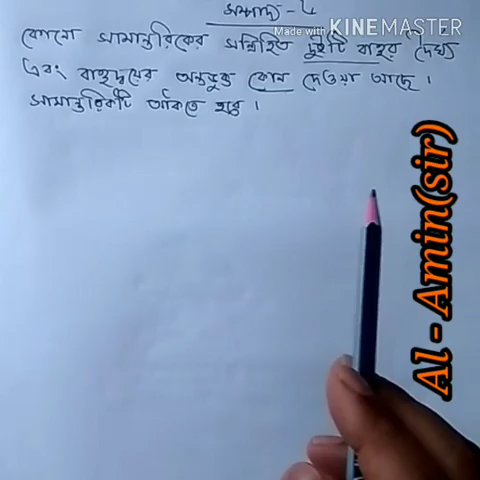 সম্পাদ্য - ৮
Made with KINEMASTER
কোনো সামান্তরিকের সন্নিহিত দুইটি বাহুর দৈর্ঘ্য
এবং বাহুদ্বয়ের অন্তর্ভুক্ত কোন দেওয়া আছে ।
সামান্তরিকটি আঁকতে হবে ।
Al - Amin(sir)